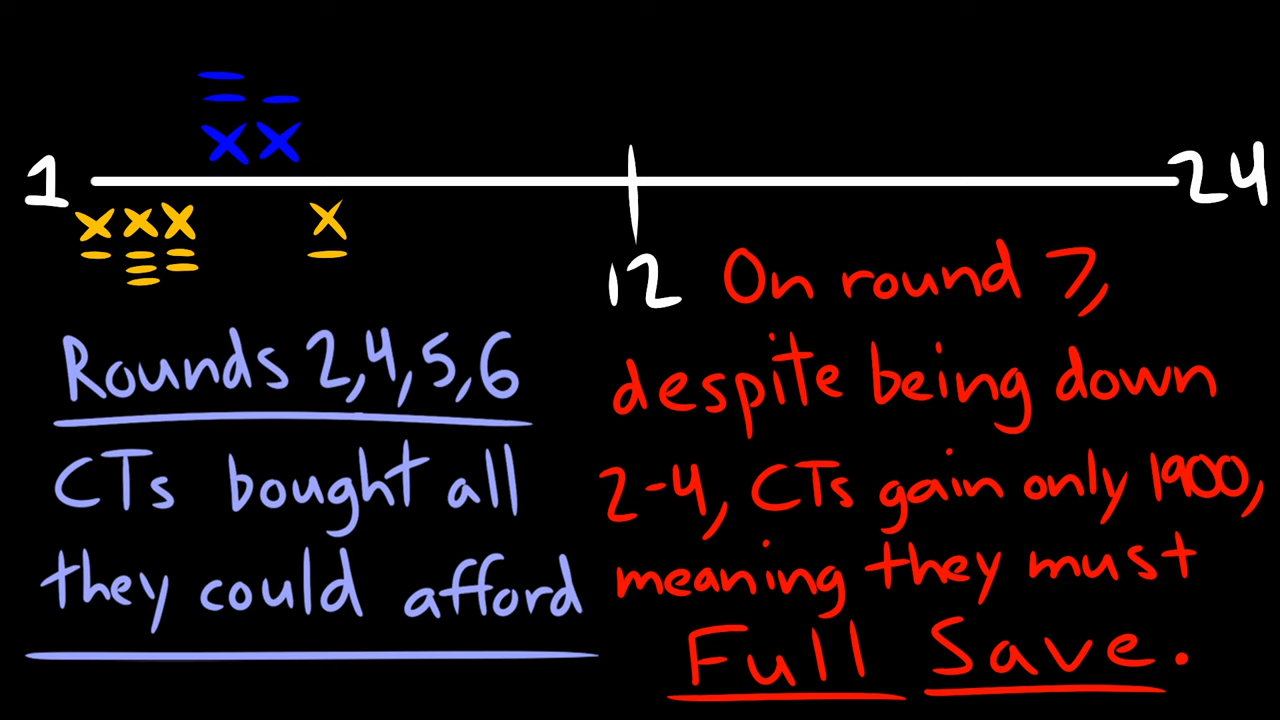 1
24
12
Rounds 2,4,5,6
CTs bought all
they could afford
On round 7,
despite being down
2-4, CTs gain only 1900,
meaning they must
Full Save.